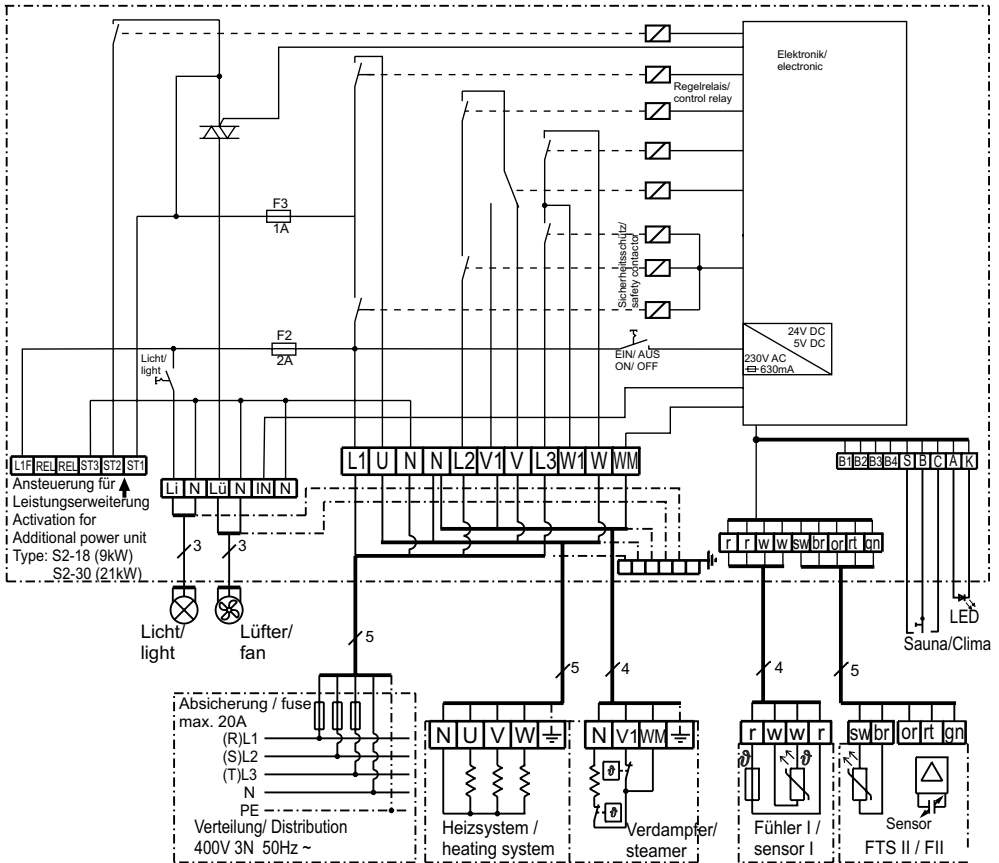 Elektronik/
electronic
Regelrelais/
control relay
F3
1A
Sicherheitsschütz/
safety contactor
F2
2A
EIN/ AUS
ON/ OFF
24V DC
5V DC
230V AC
630mA
Licht/
light
L1F REL REL ST3 ST2 ST1
Li N Lü N IN N
L1 U N N L2 V1 V L3 W1 W WM
B1 B2 B3 B4 S B C A K
Ansteuerung für
Leistungserweiterung
Activation for
Additional power unit
Type: S2-18 (9kW)
S2-30 (21kW)
r r w w sw br or rt gn
3
3
Licht/
light
Lüfter/
fan
LED
Sauna/Clima
5
5
4
4
5
Absicherung / fuse
max. 20A
(R)L1
(S)L2
(T)L3
N
PE
Verteilung/ Distribution
400V 3N 50Hz ~
N U V W
Heizsystem /
heating system
N V1 WM
ϑ
ϑ
Verdampfer/
steamer
r w w r
ϑ
ϑ
Fühler I /
sensor I
sw br or rt gn
Sensor
FTS II / FII